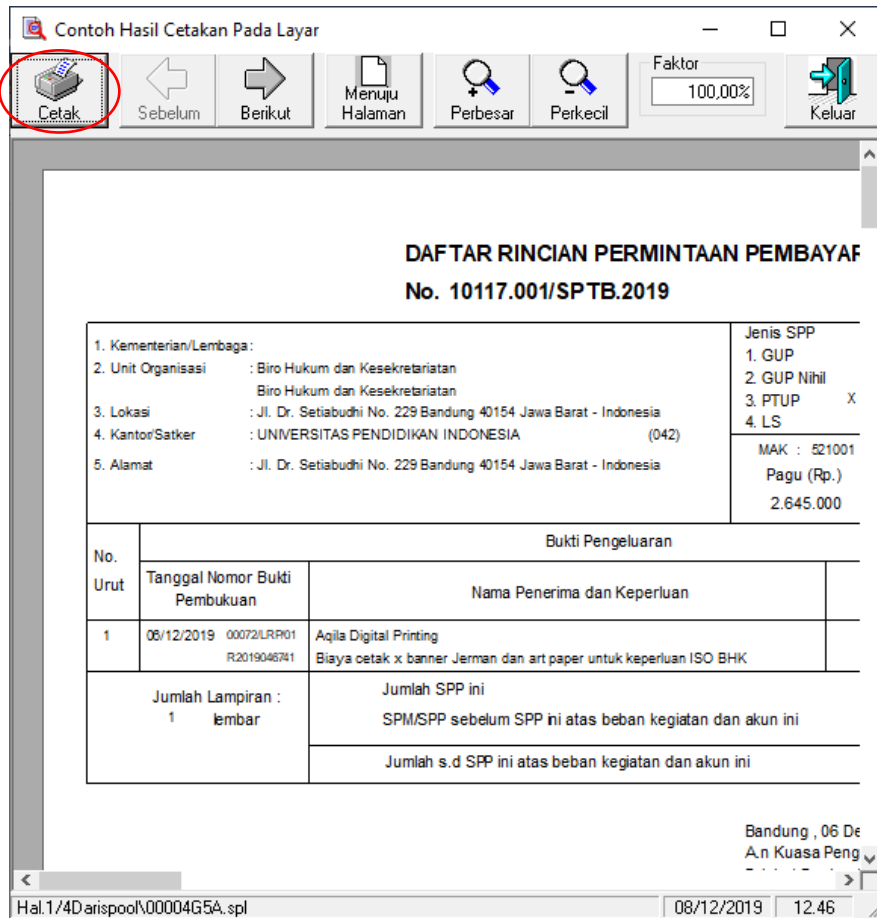 Contoh Hasil Cetakan Pada Layar
Cetak
Sebelum
Berikut
Menuju Halaman
Perbesar
Perkecil
Faktor
100,00%
Keluar
DAFTAR RINCIAN PERMINTAAN PEMBAYAR
No. 10117.001/SPTB.2019
1. Kementerian/Lembaga :
2. Unit Organisasi : Biro Hukum dan Kesekretariatan
Biro Hukum dan Kesekretariatan
3. Lokasi : Jl. Dr. Setiabudhi No. 229 Bandung 40154 Jawa Barat - Indonesia
4. Kantor/Satker : UNIVERSITAS PENDIDIKAN INDONESIA (042)
5. Alamat : Jl. Dr. Setiabudhi No. 229 Bandung 40154 Jawa Barat - Indonesia
Jenis SPP
1. GUP
2. GUP Nihil
3. PTUP X
4. LS
MAK : 521001
Pagu (Rp.)
2.645.000
No. Urut
Bukti Pengeluaran
Tanggal Nomor Bukti
Pembukuan
Nama Penerima dan Keperluan
1 06/12/2019 00072/LRP/01 Aqila Digital Printing
R2019046741 Biaya cetak x banner Jerman dan art paper untuk keperluan ISO BHK
Jumlah Lampiran :
1 lembar
Jumlah SPP ini
SPM/SPP sebelum SPP ini atas beban kegiatan dan akun ini
Jumlah s.d SPP ini atas beban kegiatan dan akun ini
Bandung , 06 De
A.n Kuasa Peng
Hal.1/4Darispool\00004G5A.spl
08/12/2019
12.46